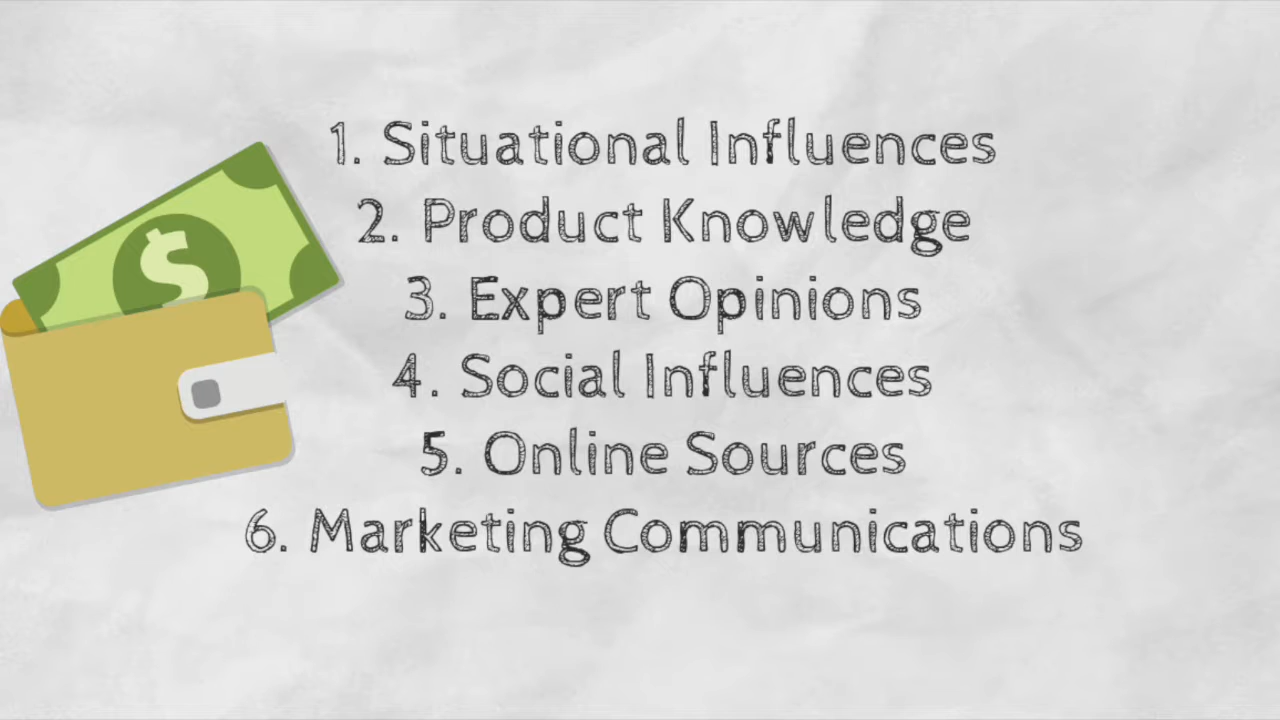 1. Situational Influences
2. Product Knowledge
3. Expert Opinions
4. Social Influences
5. Online Sources
6. Marketing Communications
$